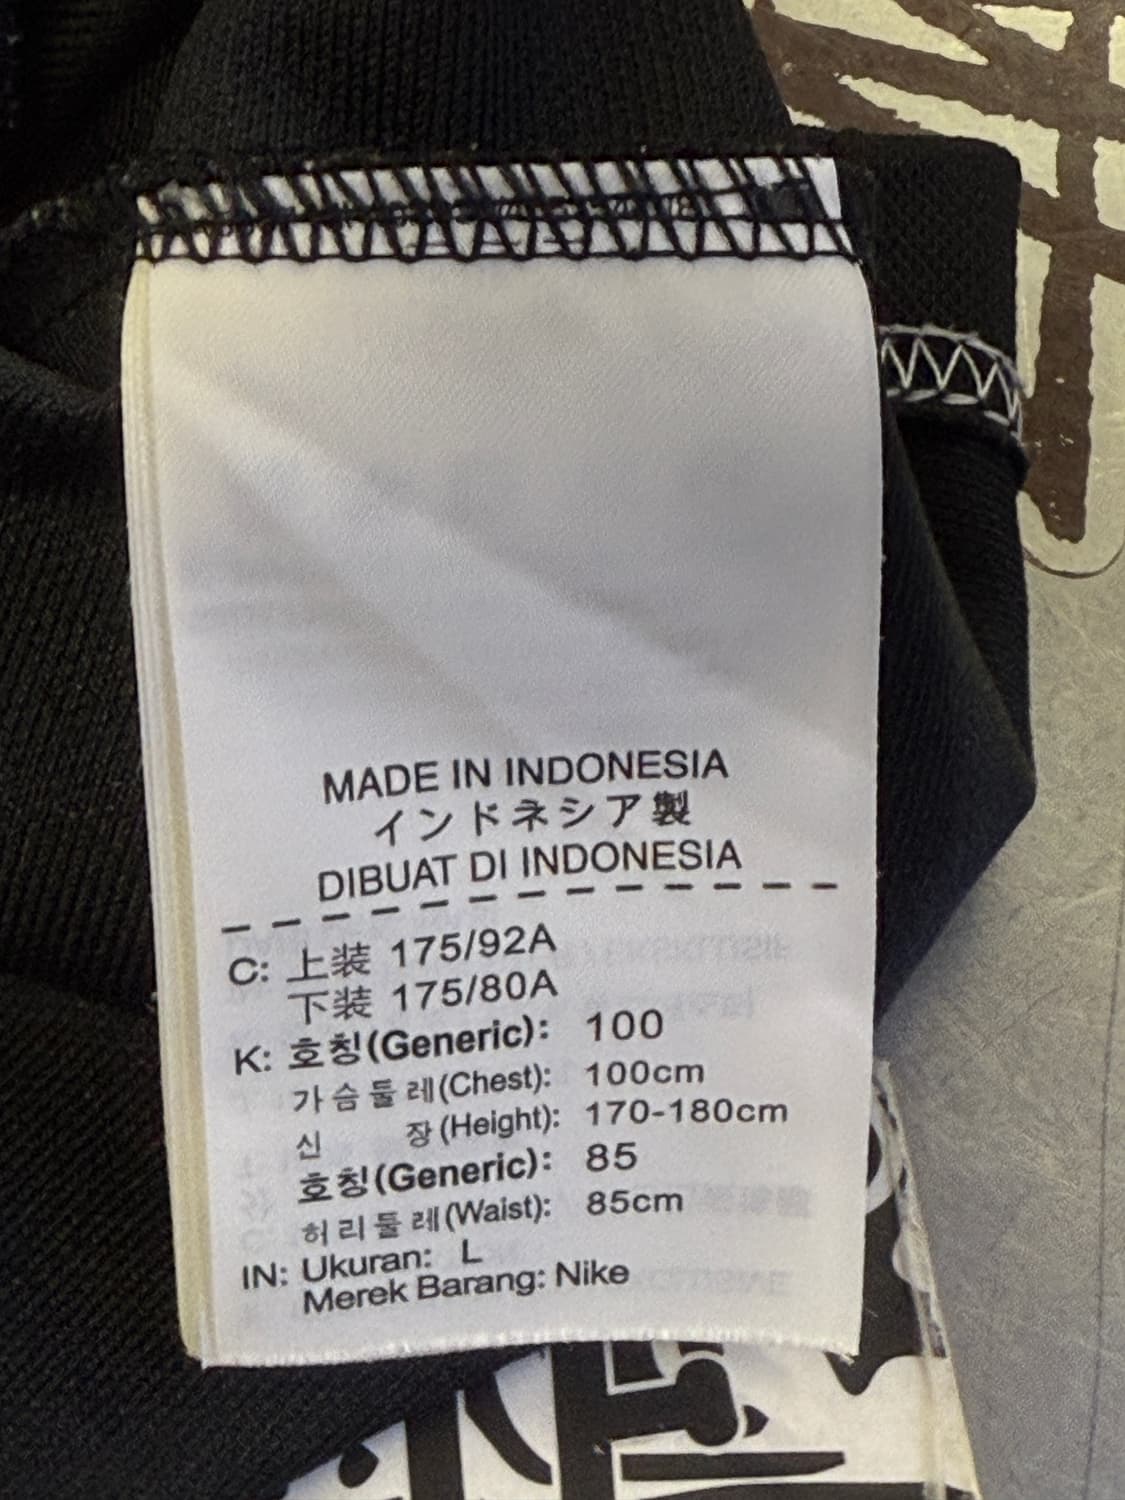 MADE IN INDONESIA
インドネシア製
DIBUAT DI INDONESIA
C: 上装 175/92A
下装 175/80A
K: 호칭(Generic): 100
가슴둘레(Chest): 100cm
신 장(Height): 170-180cm
호칭(Generic): 85
허리둘레(Waist): 85cm
IN: Ukuran: L
Merek Barang: Nike